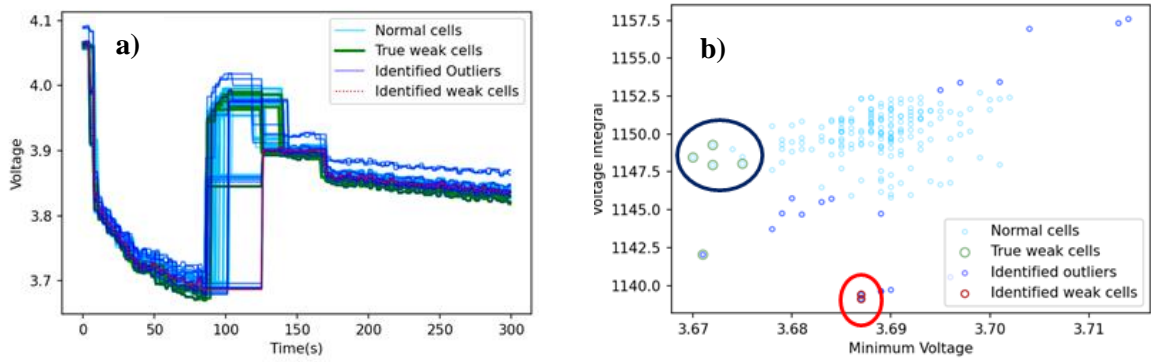 a)
Voltage
4.1
4.0
3.9
3.8
3.7
Normal cells
True weak cells
Identified Outliers
Identified weak cells
0
50
100
150
200
250
300
Time(s)
b)
voltage integral
1157.5
1155.0
1152.5
1150.0
1147.5
1145.0
1142.5
1140.0
Normal cells
True weak cells
Identified outliers
Identified weak cells
3.67
3.68
3.69
3.70
3.71
Minimum Voltage